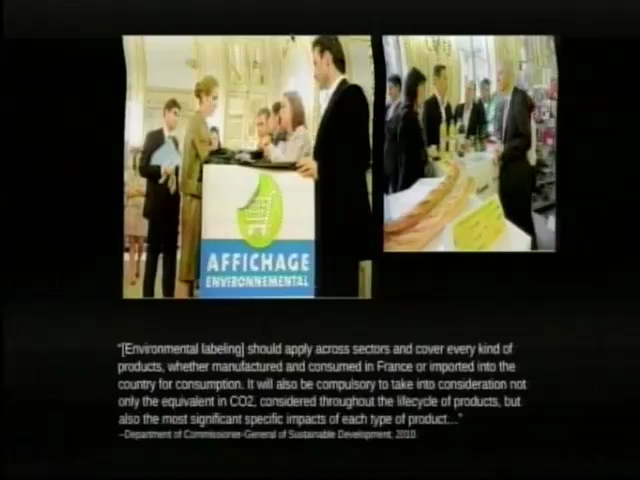 AFFICHAGE
ENVIRONNEMENTAL
"[Environmental labeling] should apply across sectors and cover every kind of
products, whether manufactured and consumed in France or imported into the
country for consumption. It will also be compulsory to take into consideration not
only the equivalent in CO2, considered throughout the lifecycle of products, but
also the most significant specific impacts of each type of product..."
–Department of Commissioner-General of Sustainable Development, 2010